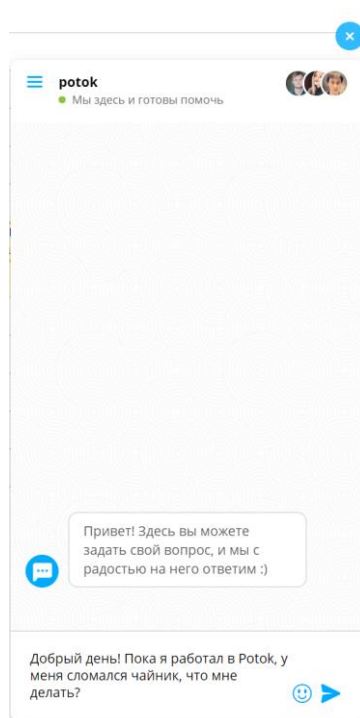 potok
Мы здесь и готовы помочь
Привет! Здесь вы можете
задать свой вопрос, и мы с
радостью на него ответим :)
Добрый день! Пока я работал в Potok, у
меня сломался чайник, что мне
делать?